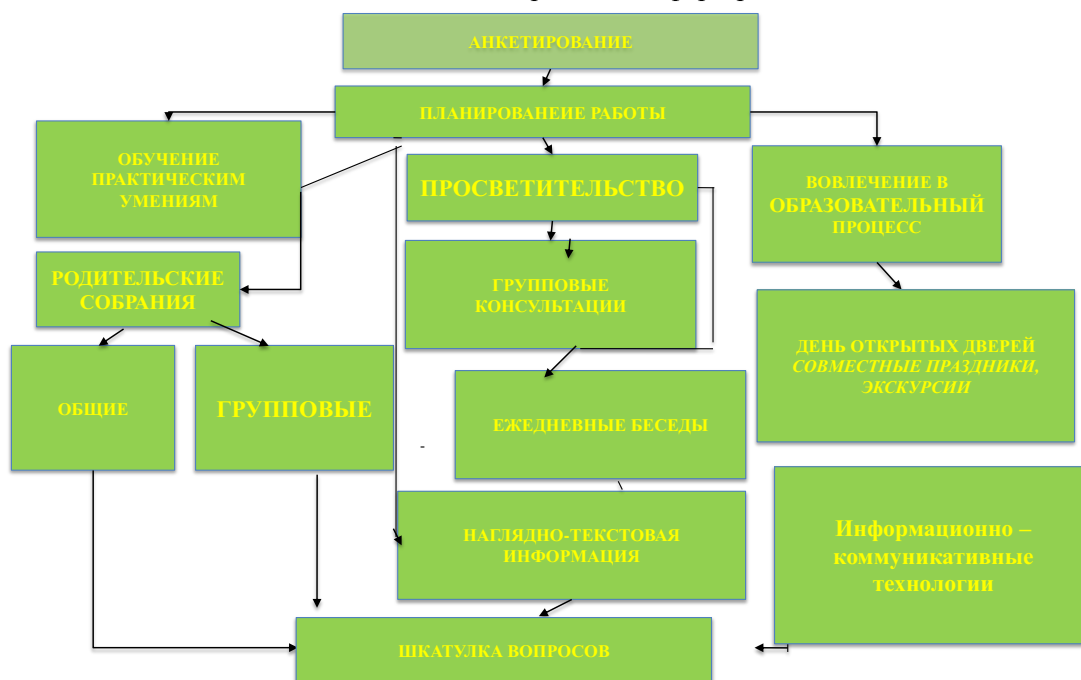 АНКЕТИРОВАНИЕ
ПЛАНИРОВАНЕИЕ РАБОТЫ
ОБУЧЕНИЕ
ПРАКТИЧЕСКИМ
УМЕНИЯМ
ПРОСВЕТИТЕЛЬСТВО
ВОВЛЕЧЕНИЕ В
ОБРАЗОВАТЕЛЬНЫЙ
ПРОЦЕСС
РОДИТЕЛЬСКИЕ
СОБРАНИЯ
ГРУППОВЫЕ
КОНСУЛЬТАЦИИ
ДЕНЬ ОТКРЫТЫХ ДВЕРЕЙ
СОВМЕСТНЫЕ ПРАЗДНИКИ,
ЭКСКУРСИИ
ОБЩИЕ
ГРУППОВЫЕ
ЕЖЕДНЕВНЫЕ БЕСЕДЫ
-
НАГЛЯДНО-ТЕКСТОВАЯ
ИНФОРМАЦИЯ
Информационно –
коммуникативные
технологии
ШКАТУЛКА ВОПРОСОВ